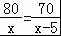 80/x = 70/x-5